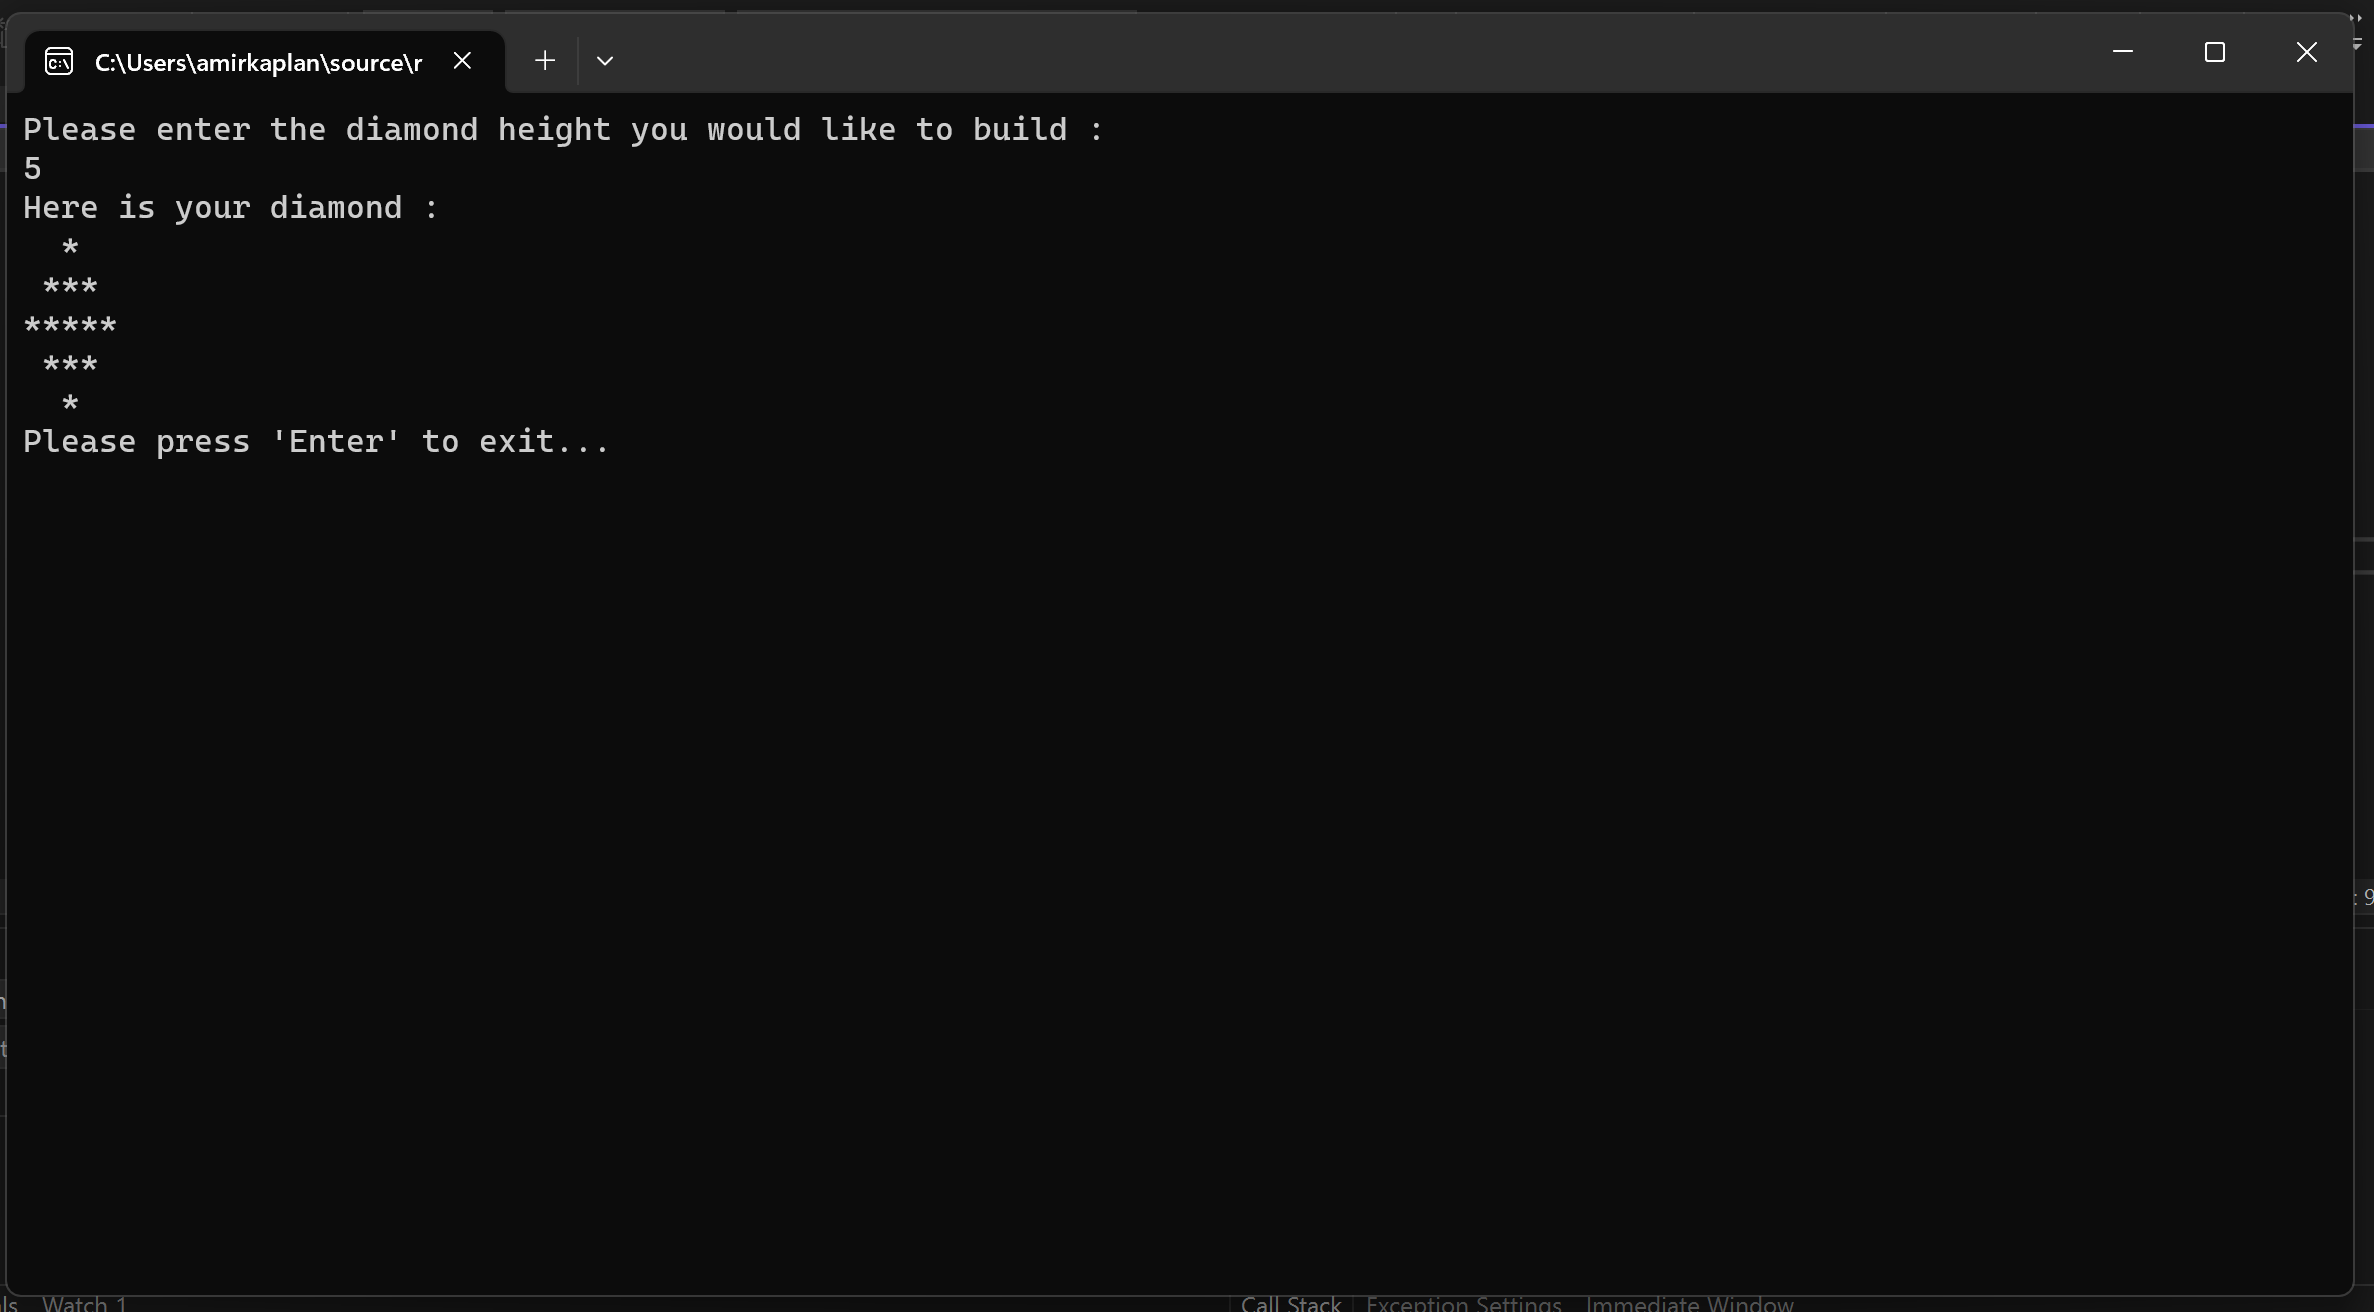 C:\Users\amirkaplan\source\r
Please enter the diamond height you would like to build :
5
Here is your diamond :
  *
 ***
*****
 ***
  *
Please press 'Enter' to exit...
: 9
Watch 1
Call Stack
Exception Settings
Immediate Window